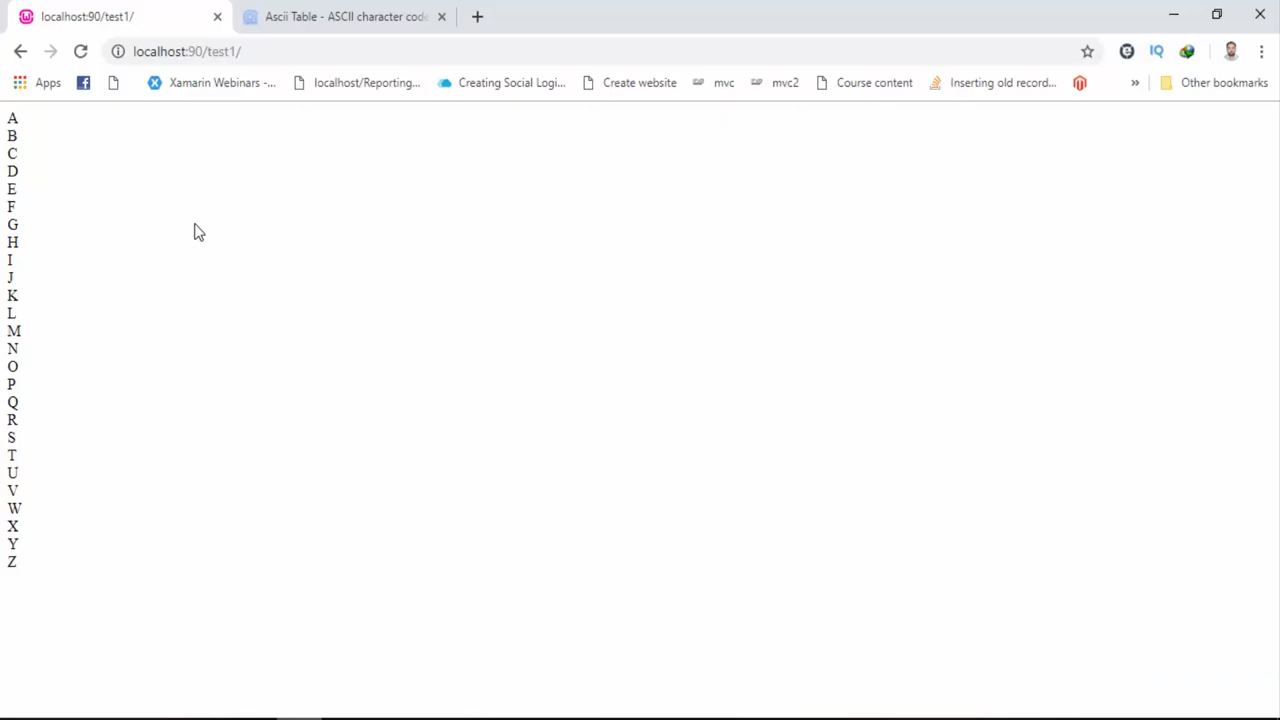 localhost:90/test1/
Ascii Table - ASCII character code
localhost:90/test1/
Apps
Xamarin Webinars -...
localhost/Reporting...
Creating Social Logi...
Create website
mvc
mvc2
Course content
Inserting old record...
»
Other bookmarks
A
B
C
D
E
F
G
H
I
J
K
L
M
N
O
P
Q
R
S
T
U
V
W
X
Y
Z